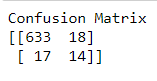 Confusion Matrix
[[633  18]
 [ 17  14]]